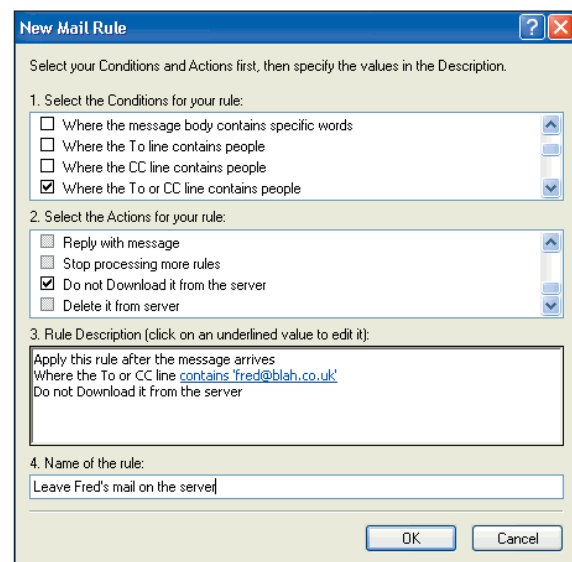 New Mail Rule
Select your Conditions and Actions first, then specify the values in the Description.
1. Select the Conditions for your rule:
Where the message body contains specific words
Where the To line contains people
Where the CC line contains people
Where the To or CC line contains people
2. Select the Actions for your rule:
Reply with message
Stop processing more rules
Do not Download it from the server
Delete it from server
3. Rule Description (click on an underlined value to edit it):
Apply this rule after the message arrives
Where the To or CC line contains 'fred@blah.co.uk'
Do not Download it from the server
4. Name of the rule:
Leave Fred's mail on the server
OK Cancel